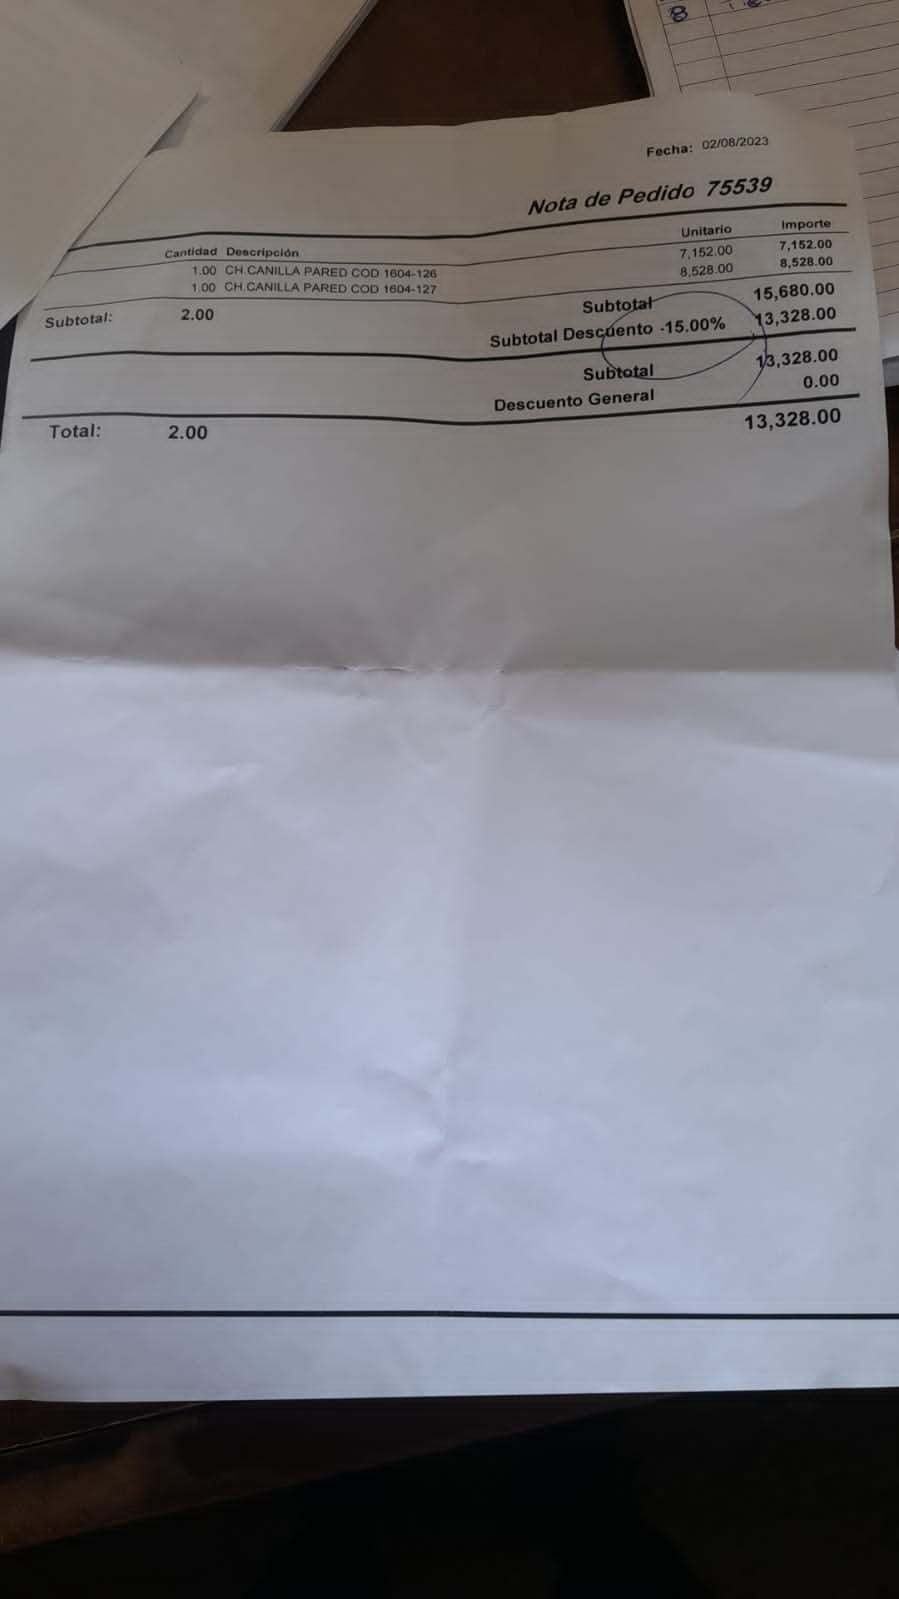 8
Fecha: 02/08/2023
Nota de Pedido 75539
Cantidad Descripción Unitario Importe
1.00 CH.CANILLA PARED COD 1604-126 7,152.00 7,152.00
1.00 CH.CANILLA PARED COD 1604-127 8,528.00 8,528.00
Subtotal 15,680.00
Subtotal: 2.00 Subtotal Descuento -15.00% 13,328.00
Subtotal 13,328.00
Descuento General 0.00
Total: 2.00 13,328.00